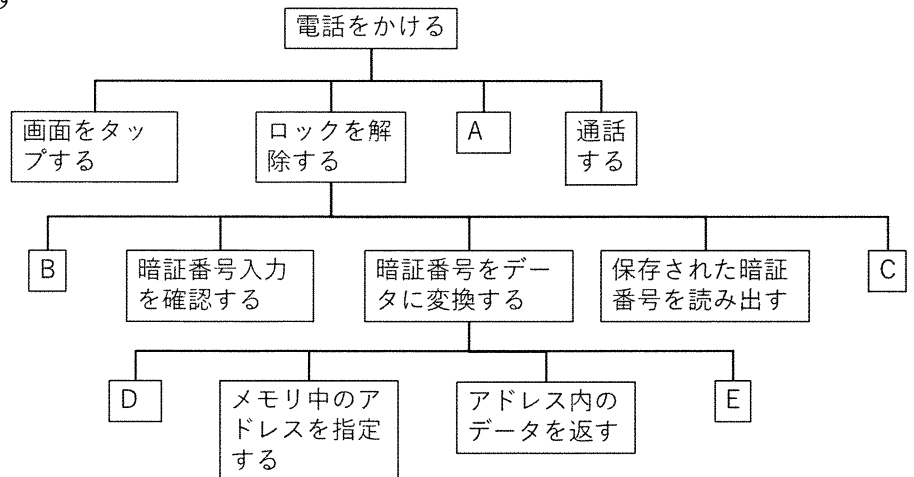 電話をかける
画面をタッ
プする
ロックを解
除する
A
通話
する
B
暗証番号入力
を確認する
暗証番号をデー
タに変換する
保存された暗証
番号を読み出す
C
D
メモリ中のア
ドレスを指定
する
アドレス内の
データを返す
E